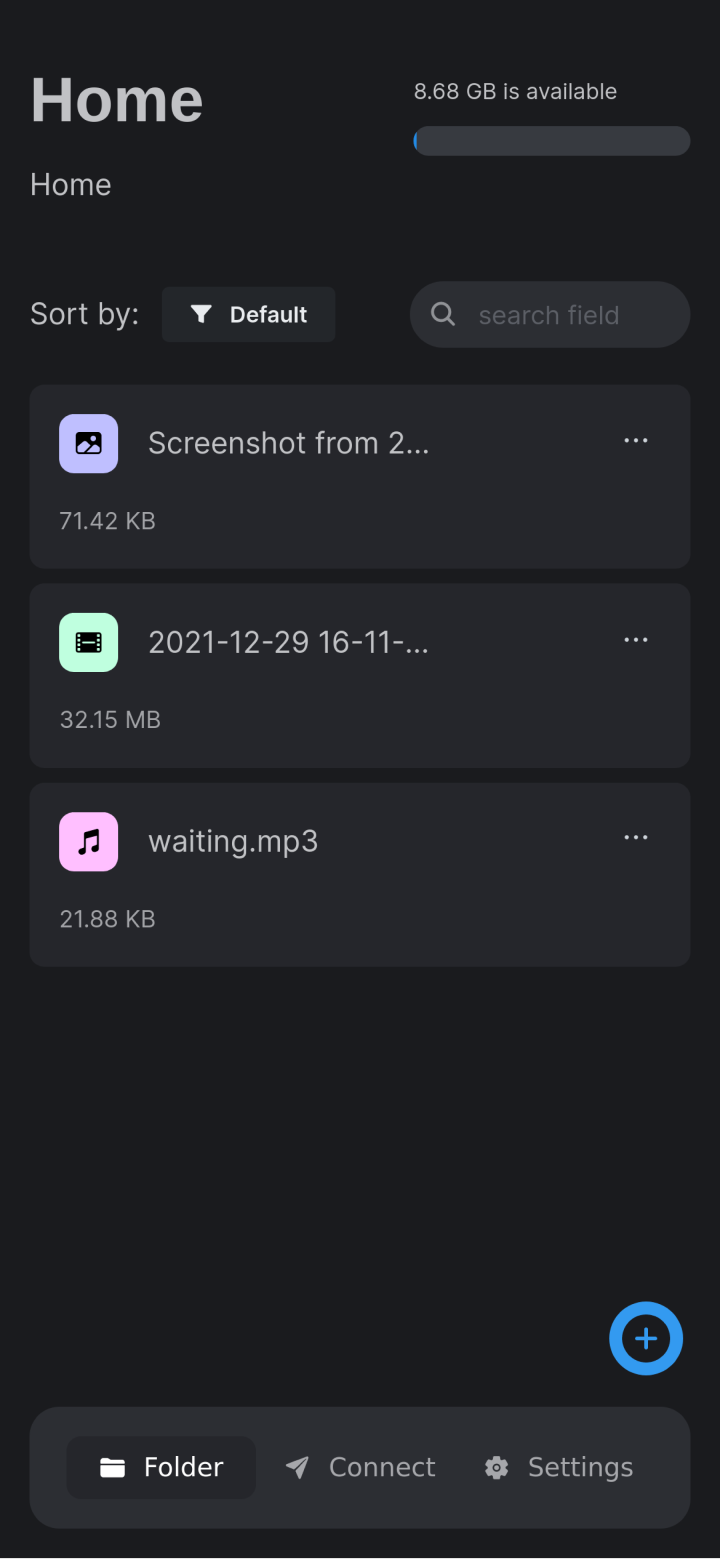 Home
8.68 GB is available
Home
Sort by:
Default
search field
Screenshot from 2...
71.42 KB
2021-12-29 16-11-...
32.15 MB
waiting.mp3
21.88 KB
Folder
Connect
Settings